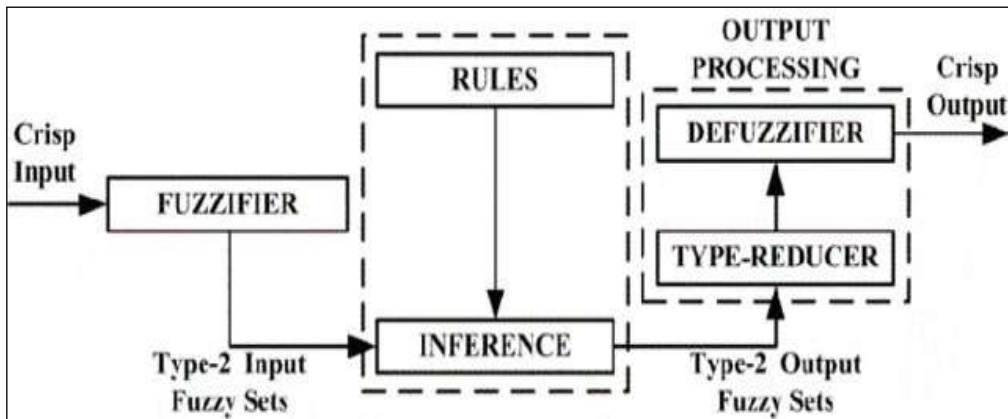 Crisp
Input
FUZZIFIER
Type-2 Input
Fuzzy Sets
RULES
INFERENCE
OUTPUT
PROCESSING
DEFUZZIFIER
TYPE-REDUCER
Type-2 Output
Fuzzy Sets
Crisp
Output